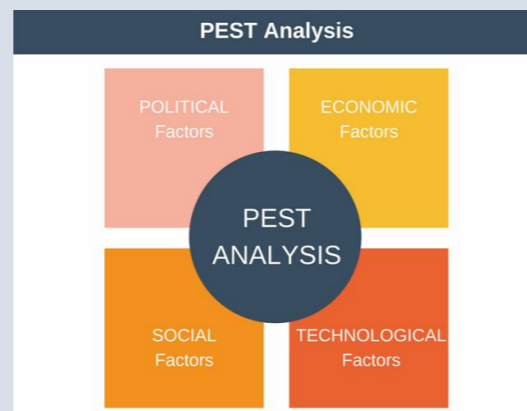 PEST Analysis
POLITICAL
Factors
ECONOMIC
Factors
PEST
ANALYSIS
SOCIAL
Factors
TECHNOLOGICAL
Factors